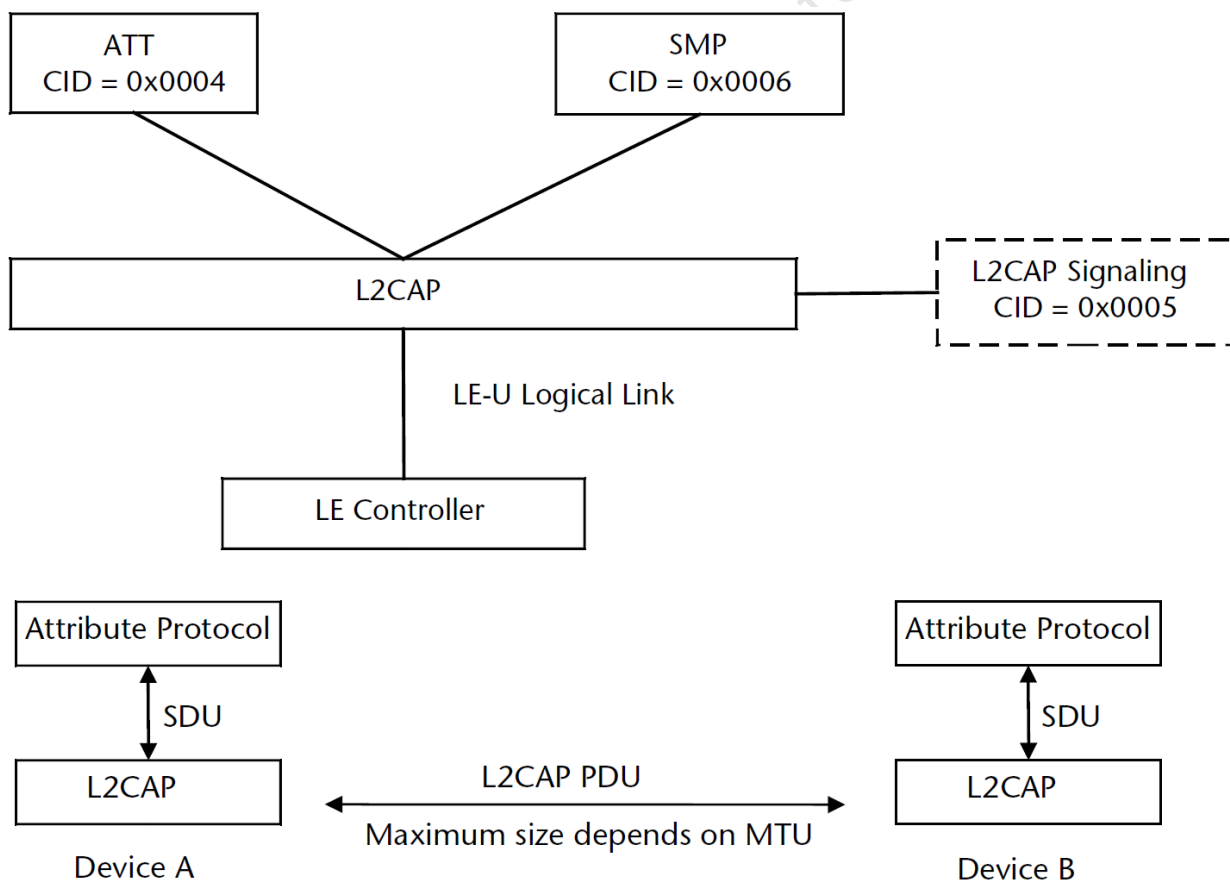 ATT
CID = 0x0004
SMP
CID = 0x0006
L2CAP
L2CAP Signaling
CID = 0x0005
LE-U Logical Link
LE Controller
Attribute Protocol
SDU
L2CAP
Device A
L2CAP PDU
Maximum size depends on MTU
Attribute Protocol
SDU
L2CAP
Device B